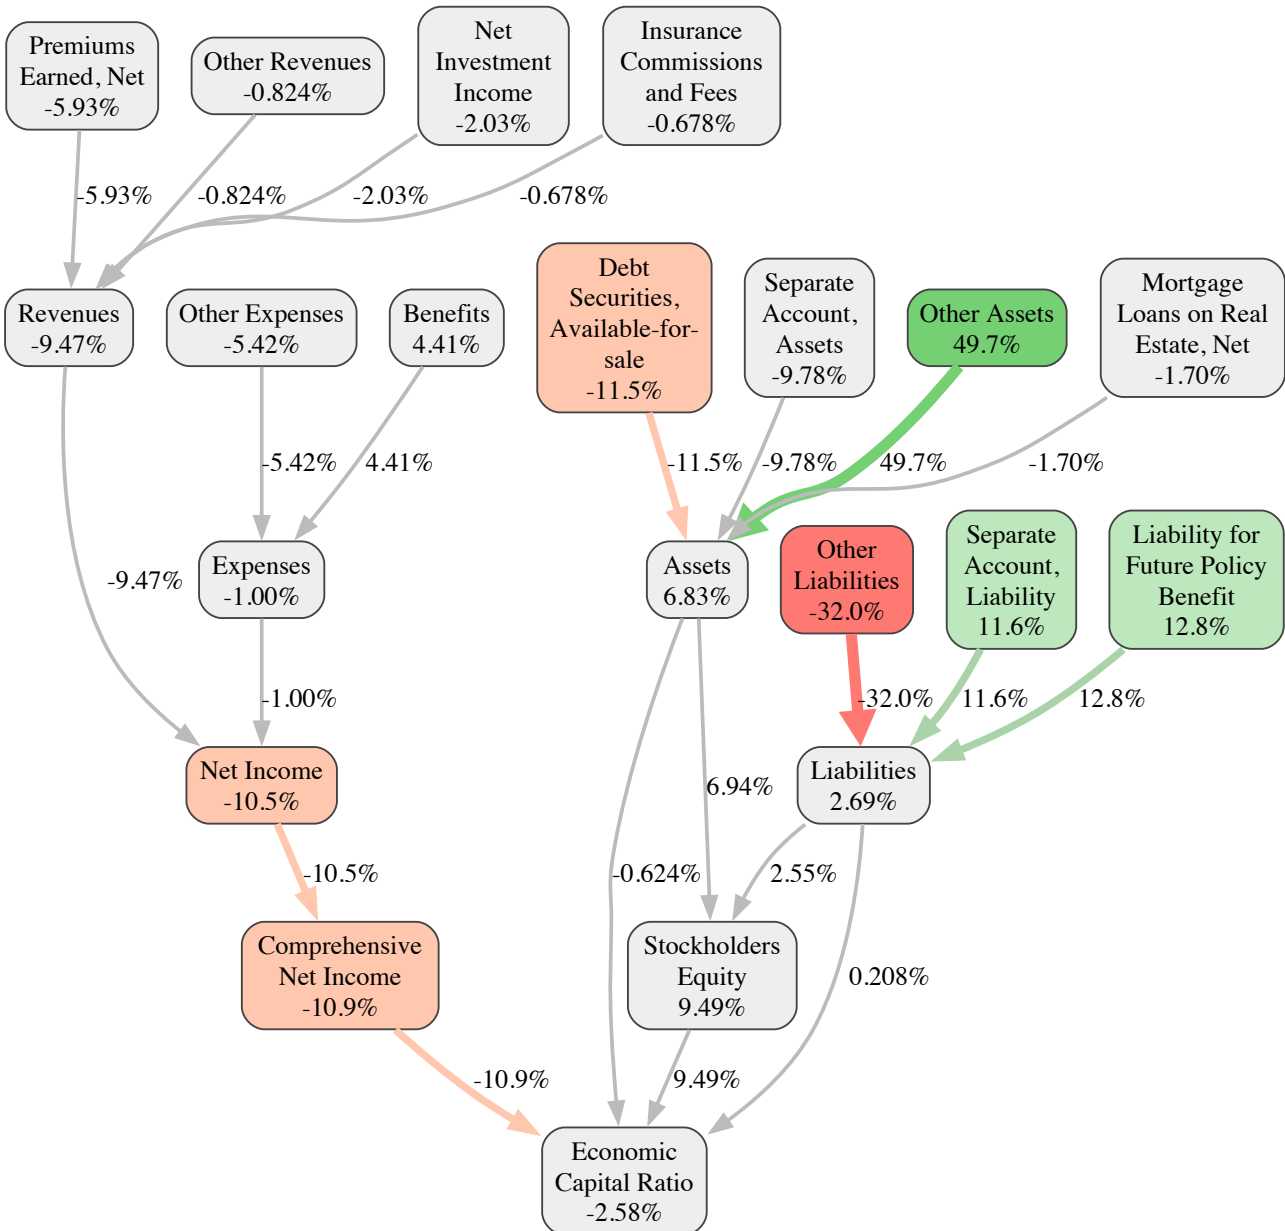 Premiums
Earned, Net
-5.93%
Other Revenues
-0.824%
Net
Investment
Income
-2.03%
Insurance
Commissions
and Fees
-0.678%
-5.93%
-0.824%
-2.03%
-0.678%
Revenues
-9.47%
Other Expenses
-5.42%
Benefits
4.41%
Debt
Securities,
Available-for-
sale
-11.5%
Separate
Account,
Assets
-9.78%
Other Assets
49.7%
Mortgage
Loans on Real
Estate, Net
-1.70%
-5.42%
4.41%
-11.5%
-9.78%
49.7%
-1.70%
-9.47%
Expenses
-1.00%
Assets
6.83%
Other
Liabilities
-32.0%
Separate
Account,
Liability
11.6%
Liability for
Future Policy
Benefit
12.8%
-1.00%
-32.0%
11.6%
12.8%
Net Income
-10.5%
6.94%
Liabilities
2.69%
-10.5%
-0.624%
2.55%
Comprehensive
Net Income
-10.9%
Stockholders
Equity
9.49%
0.208%
-10.9%
9.49%
Economic
Capital Ratio
-2.58%